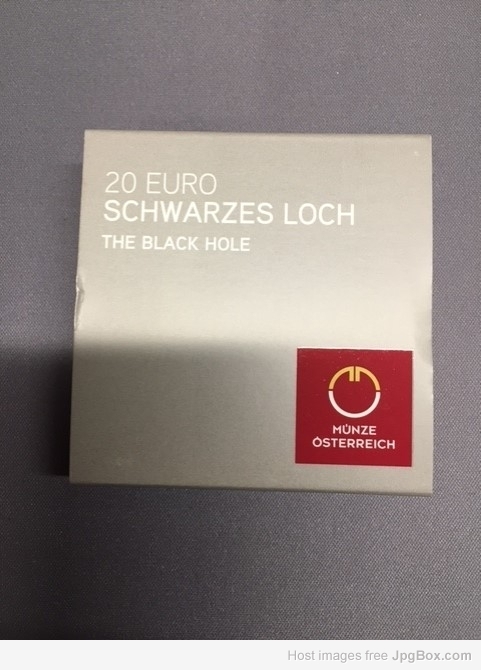 20 EURO
SCHWARZES LOCH
THE BLACK HOLE
MÜNZE
ÖSTERREICH
Host images free JpgBox.com